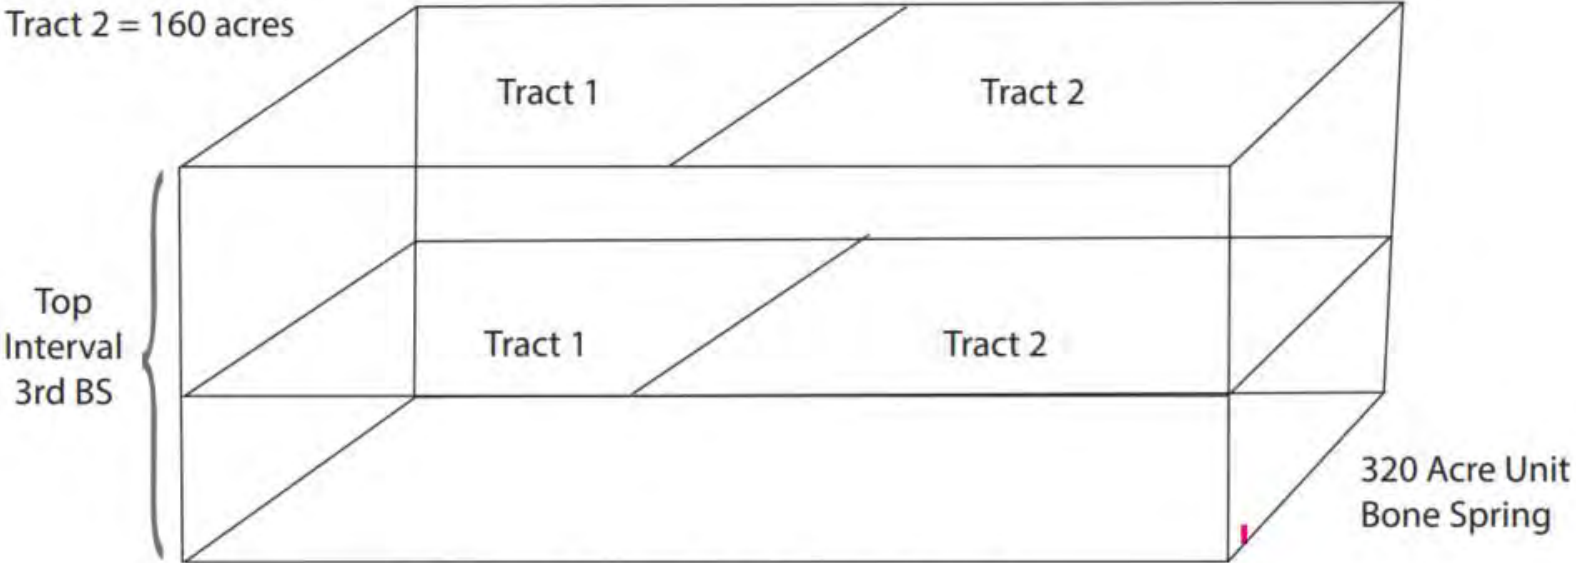 Tract 2 = 160 acres
Tract 1
Tract 2
Top
Interval
3rd BS
Tract 1
Tract 2
320 Acre Unit
Bone Spring